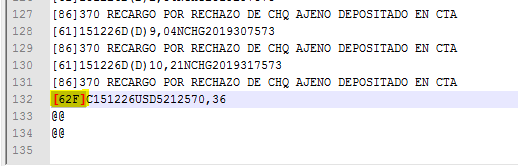 127 [86]370 RECARGO POR RECHAZO DE CHQ AJENO DEPOSITADO EN CTA
128 [61]151226D(D)9,04NCHG2019307573
129 [86]370 RECARGO POR RECHAZO DE CHQ AJENO DEPOSITADO EN CTA
130 [61]151226D(D)10,21NCHG2019317573
131 [86]370 RECARGO POR RECHAZO DE CHQ AJENO DEPOSITADO EN CTA
132 [62F]C151226USD5212570,36
133 @@
134 @@
135